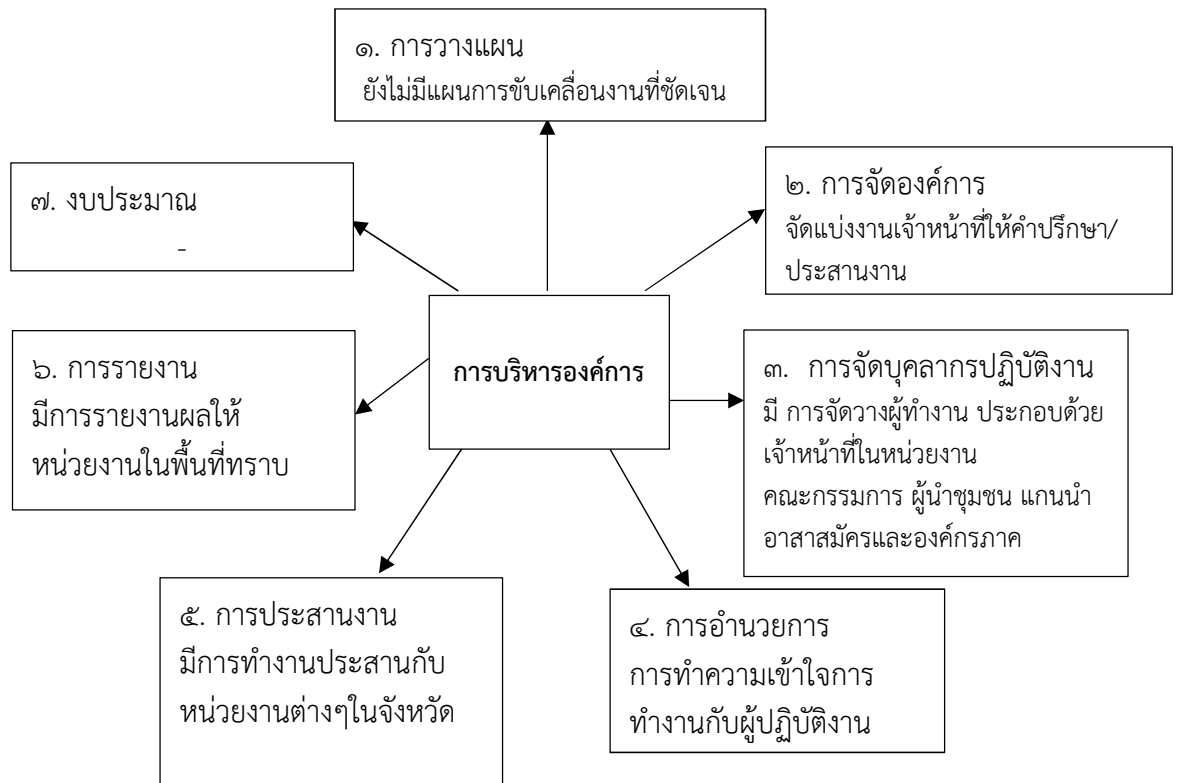 ๑. การวางแผน
ยังไม่มีแผนการขับเคลื่อนงานที่ชัดเจน
๒. การจัดองค์การ
จัดแบ่งงานเจ้าหน้าที่ให้คำปรึกษา/
ประสานงาน
๗. งบประมาณ
-
การบริหารองค์การ
๓. การจัดบุคลากรปฏิบัติงาน
มี การจัดวางผู้ทำงาน ประกอบด้วย
เจ้าหน้าที่ในหน่วยงาน
คณะกรรมการ ผู้นำชุมชน แกนนำ
อาสาสมัครและองค์กรภาค
๖. การรายงาน
มีการรายงานผลให้
หน่วยงานในพื้นที่ทราบ
๕. การประสานงาน
มีการทำงานประสานกับ
หน่วยงานต่างๆในจังหวัด
๔. การอำนวยการ
การทำความเข้าใจการ
ทำงานกับผู้ปฏิบัติงาน